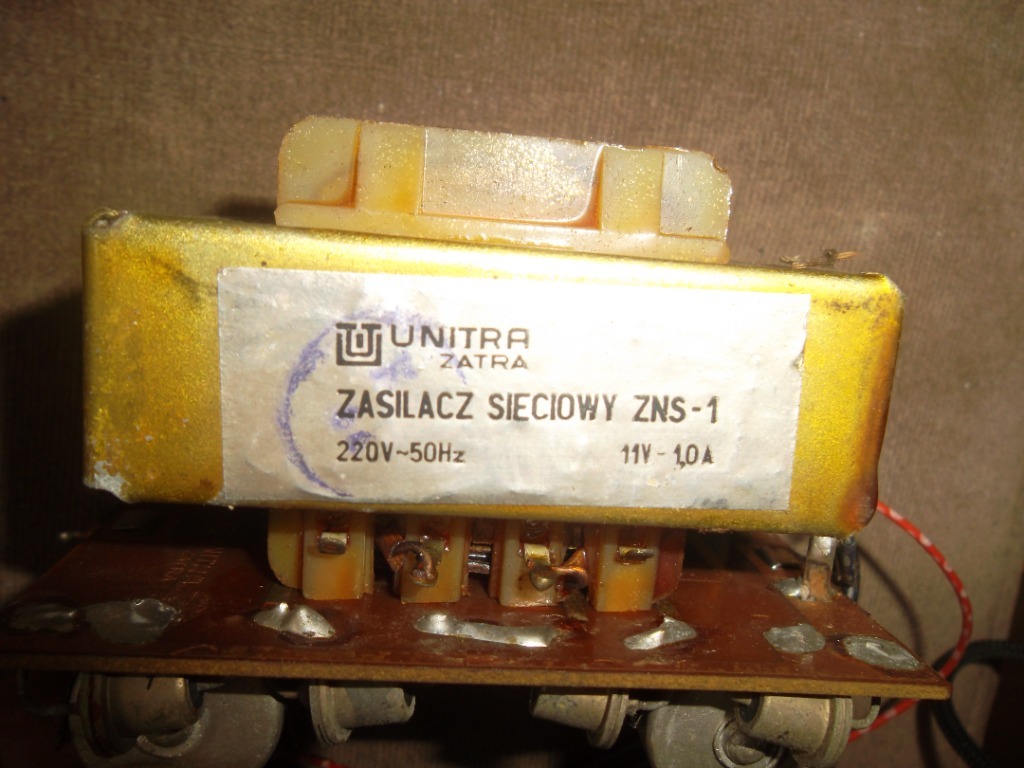 UNITRA
ZATRA
ZASILACZ SIECIOWY ZNS-1
220V~50Hz 11V-1,0A